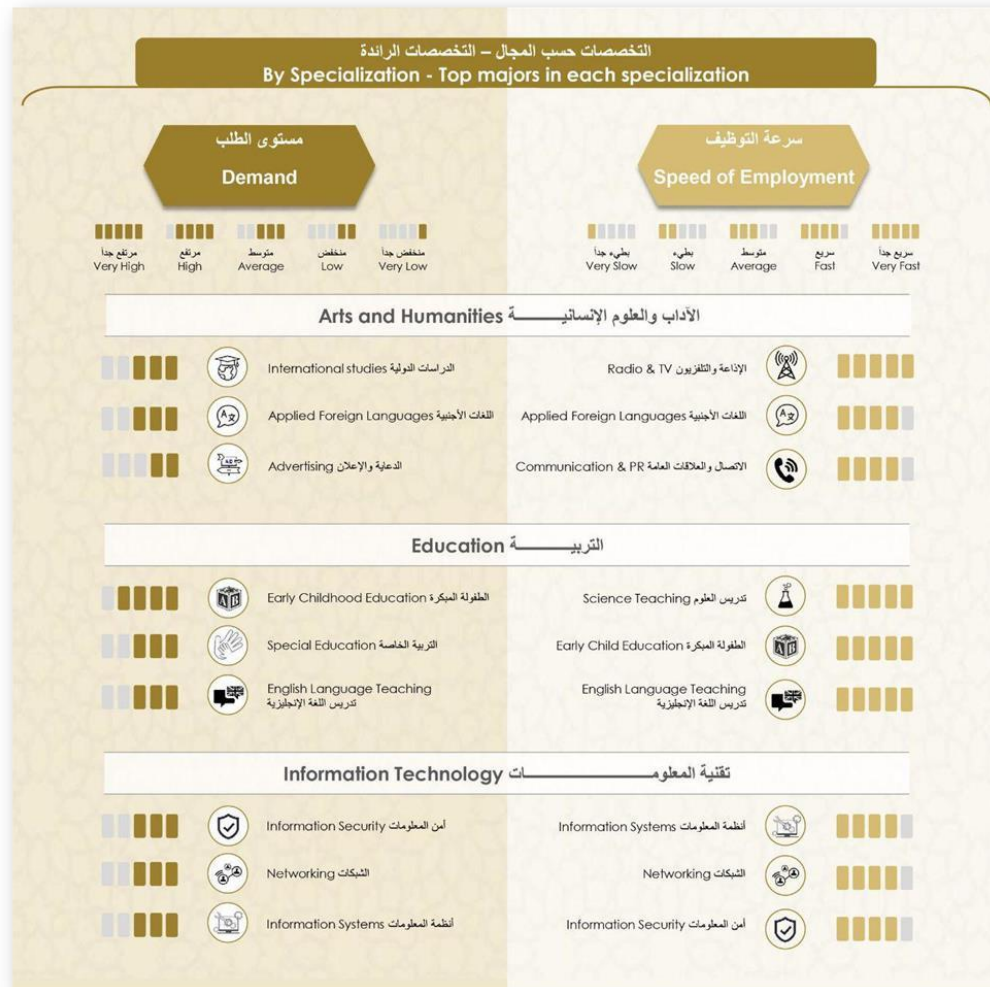 التخصصات حسب المجال – التخصصات الرائدة
By Specialization - Top majors in each specialization
مستوى الطلب
Demand
مرتفع جداً
Very High
مرتفع
High
متوسط
Average
منخفض
Low
منخفض جداً
Very Low
سرعة التوظيف
Speed of Employment
بطيء جداً
Very Slow
بطيء
Slow
متوسط
Average
سريع
Fast
سريع جداً
Very Fast
الآداب والعلوم الإنسانيـــــــة Arts and Humanities
الدراسات الدولية International studies
اللغات الأجنبية Applied Foreign Languages
الدعاية والإعلان Advertising
الإذاعة والتلفزيون Radio & TV
اللغات الأجنبية Applied Foreign Languages
الاتصال والعلاقات العامة Communication & PR
التربيـــــــة Education
الطفولة المبكرة Early Childhood Education
التربية الخاصة Special Education
English Language Teaching
تدريس اللغة الإنجليزية
تدريس العلوم Science Teaching
الطفولة المبكرة Early Child Education
English Language Teaching
تدريس اللغة الإنجليزية
تقنية المعلومـــــــــــــات Information Technology
أمن المعلومات Information Security
الشبكات Networking
أنظمة المعلومات Information Systems
أنظمة المعلومات Information Systems
الشبكات Networking
أمن المعلومات Information Security